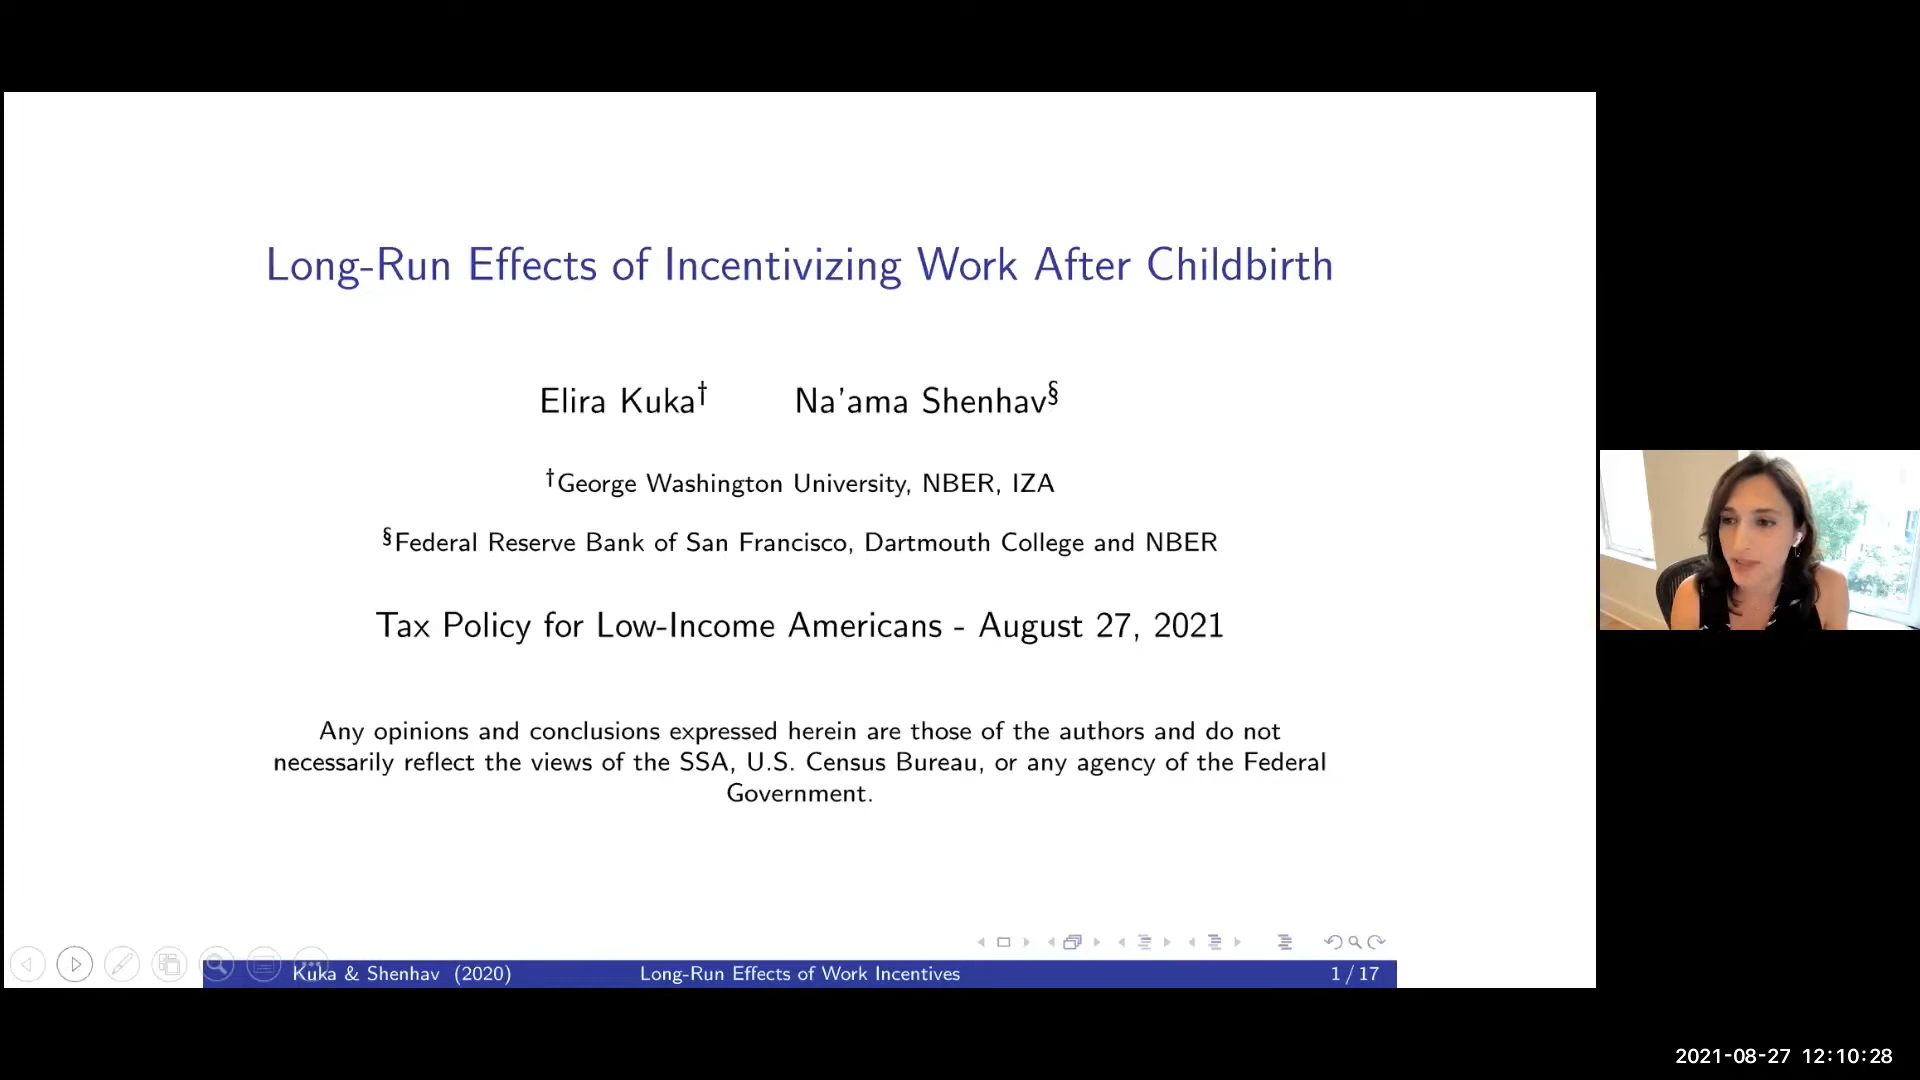 Long-Run Effects of Incentivizing Work After Childbirth
Elira Kuka† Na'ama Shenhav§
†George Washington University, NBER, IZA
§Federal Reserve Bank of San Francisco, Dartmouth College and NBER
Tax Policy for Low-Income Americans - August 27, 2021
Any opinions and conclusions expressed herein are those of the authors and do not
necessarily reflect the views of the SSA, U.S. Census Bureau, or any agency of the Federal
Government.
Kuka & Shenhav (2020) Long-Run Effects of Work Incentives 1 / 17
2021-08-27 12:10:28